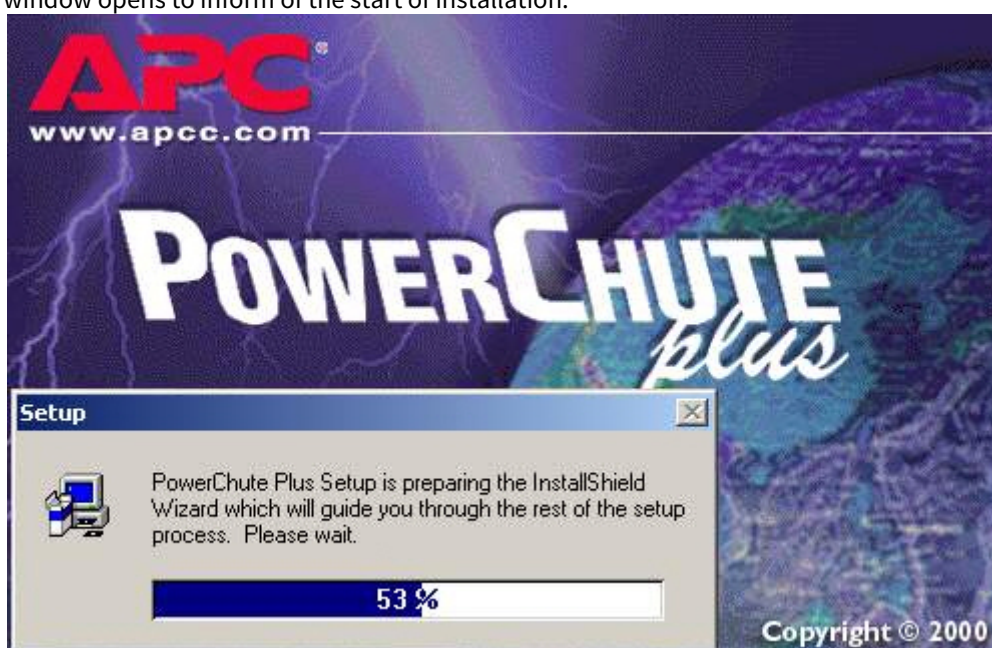 window opens to inform of the start of installation.
APC®
www.apcc.com
POWERCHUTE
plus
Setup
PowerChute Plus Setup is preparing the InstallShield
Wizard which will guide you through the rest of the setup
process. Please wait.
53 %
Copyright © 2000